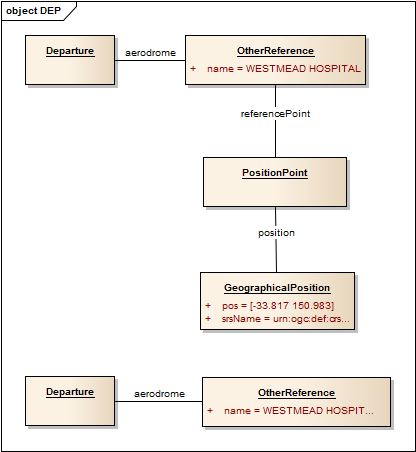 object DEP
Departure
aerodrome
OtherReference
+ name = WESTMEAD HOSPITAL
referencePoint
PositionPoint
position
GeographicalPosition
+ pos = [-33.817 150.983]
+ srsName = urn:ogc:def:crs...
Departure
aerodrome
OtherReference
+ name = WESTMEAD HOSPIT...